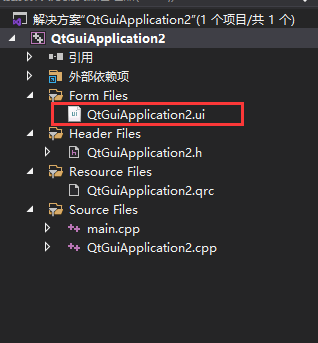 解决方案"QtGuiApplication2"(1 个项目/共 1 个)
QtGuiApplication2
引用
外部依赖项
Form Files
ui QtGuiApplication2.ui
Header Files
h QtGuiApplication2.h
Resource Files
QtGuiApplication2.qrc
Source Files
++ main.cpp
++ QtGuiApplication2.cpp